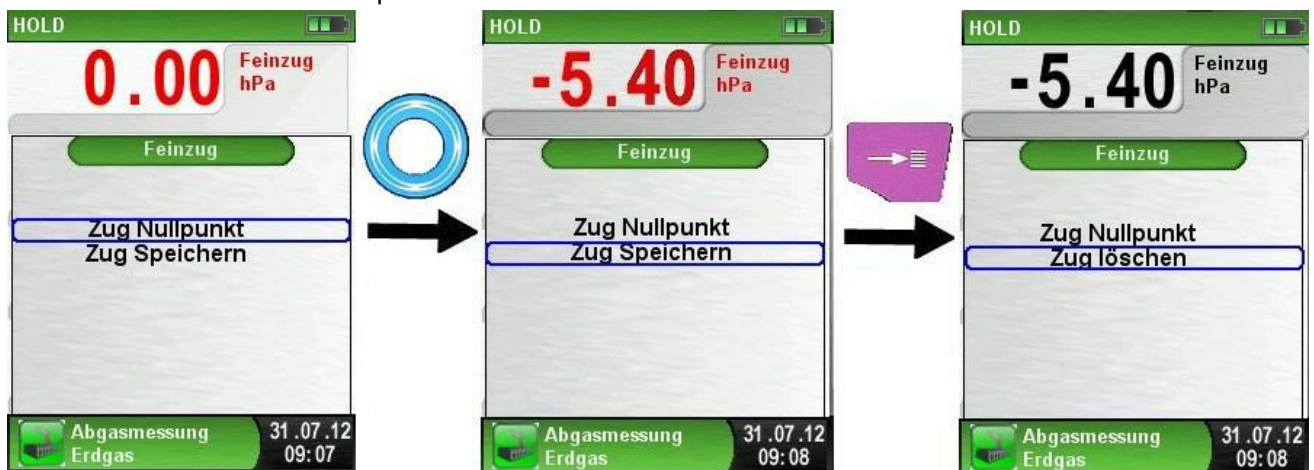 HOLD
0.00
Feinzug
hPa
Feinzug
Zug Nullpunkt
Zug Speichern
Abgasmessung
Erdgas
31.07.12
09:07
HOLD
-5.40
Feinzug
hPa
Feinzug
Zug Nullpunkt
Zug Speichern
Abgasmessung
Erdgas
31.07.12
09:08
HOLD
-5.40
Feinzug
hPa
Feinzug
Zug Nullpunkt
Zug löschen
Abgasmessung
Erdgas
31.07.12
09:08